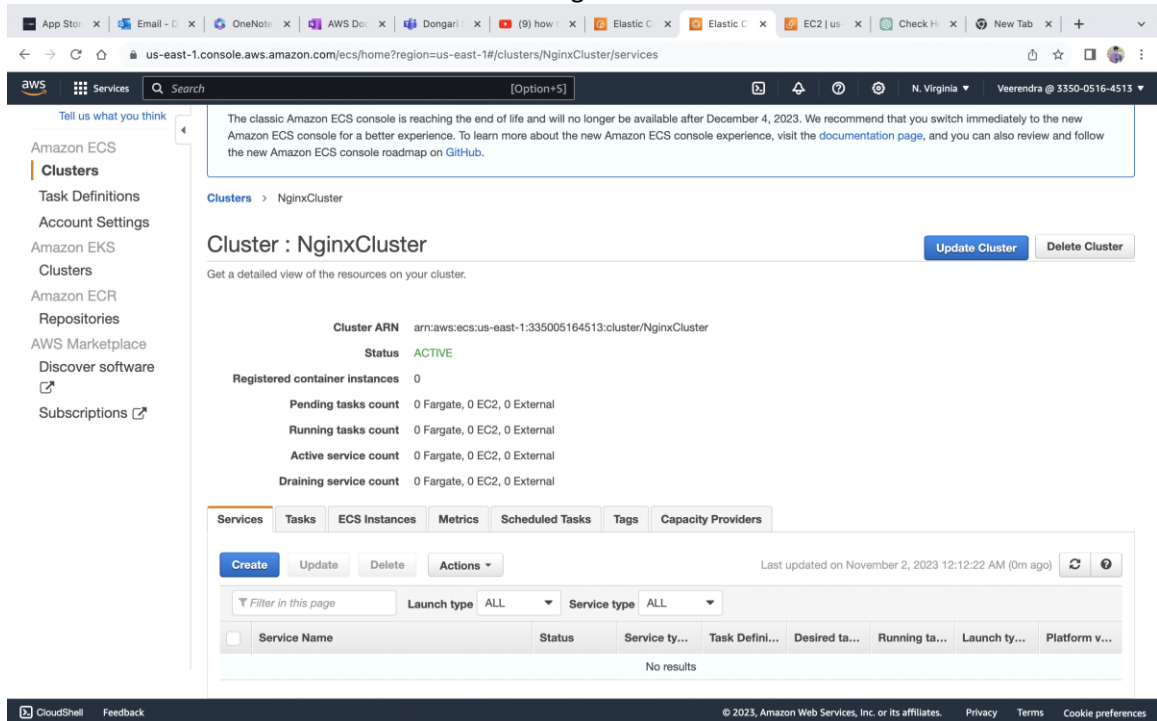 App Stor
Email - D
OneNote
AWS Doc
Dongari
(9) how t
Elastic C
Elastic C
EC2 | us-
Check H
New Tab
us-east-1.console.aws.amazon.com/ecs/home?region=us-east-1#/clusters/NginxCluster/services
aws Services Search [Option+S] N. Virginia Veerendra @ 3350-0516-4513
Tell us what you think
Amazon ECS
Clusters
Task Definitions
Account Settings
Amazon EKS
Clusters
Amazon ECR
Repositories
AWS Marketplace
Discover software
Subscriptions
The classic Amazon ECS console is reaching the end of life and will no longer be available after December 4, 2023. We recommend that you switch immediately to the new
Amazon ECS console for a better experience. To learn more about the new Amazon ECS console experience, visit the documentation page, and you can also review and follow
the new Amazon ECS console roadmap on GitHub.
Clusters > NginxCluster
Cluster : NginxCluster
Update Cluster Delete Cluster
Get a detailed view of the resources on your cluster.
Cluster ARN arn:aws:ecs:us-east-1:335005164513:cluster/NginxCluster
Status ACTIVE
Registered container instances 0
Pending tasks count 0 Fargate, 0 EC2, 0 External
Running tasks count 0 Fargate, 0 EC2, 0 External
Active service count 0 Fargate, 0 EC2, 0 External
Draining service count 0 Fargate, 0 EC2, 0 External
Services Tasks ECS Instances Metrics Scheduled Tasks Tags Capacity Providers
Create Update Delete Actions Last updated on November 2, 2023 12:12:22 AM (0m ago)
Filter in this page Launch type ALL Service type ALL
Service Name Status Service ty... Task Defini... Desired ta... Running ta... Launch ty... Platform v...
No results
CloudShell Feedback © 2023, Amazon Web Services, Inc. or its affiliates. Privacy Terms Cookie preferences